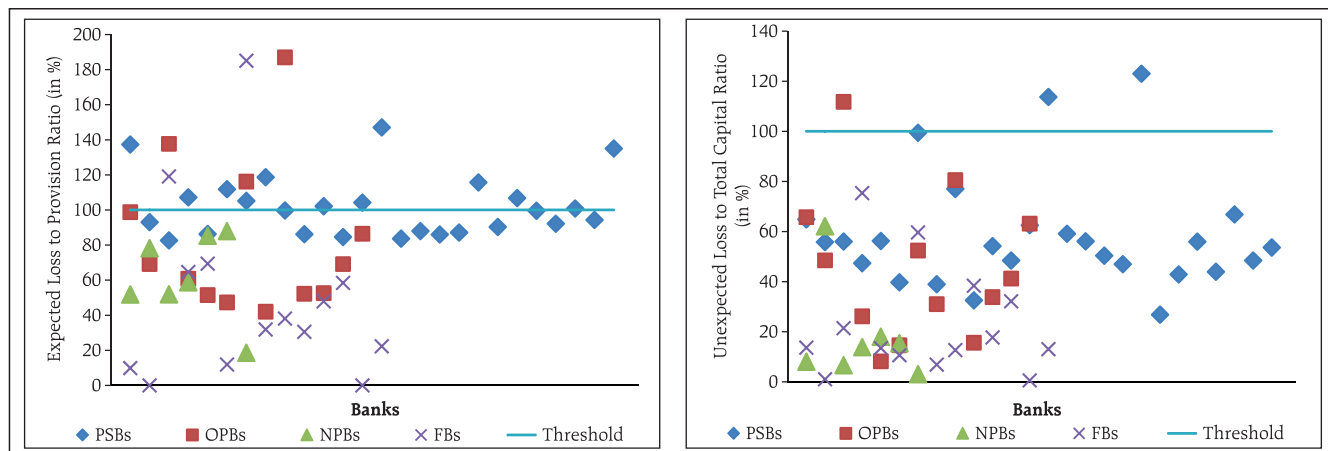 Expected Loss to Provision Ratio (in %)
200
180
160
140
120
100
80
60
40
20
0
Banks
PSBs OPBs NPBs FBs Threshold
Unexpected Loss to Total Capital Ratio
(in %)
140
120
100
80
60
40
20
0
Banks
PSBs OPBs NPBs FBs Threshold